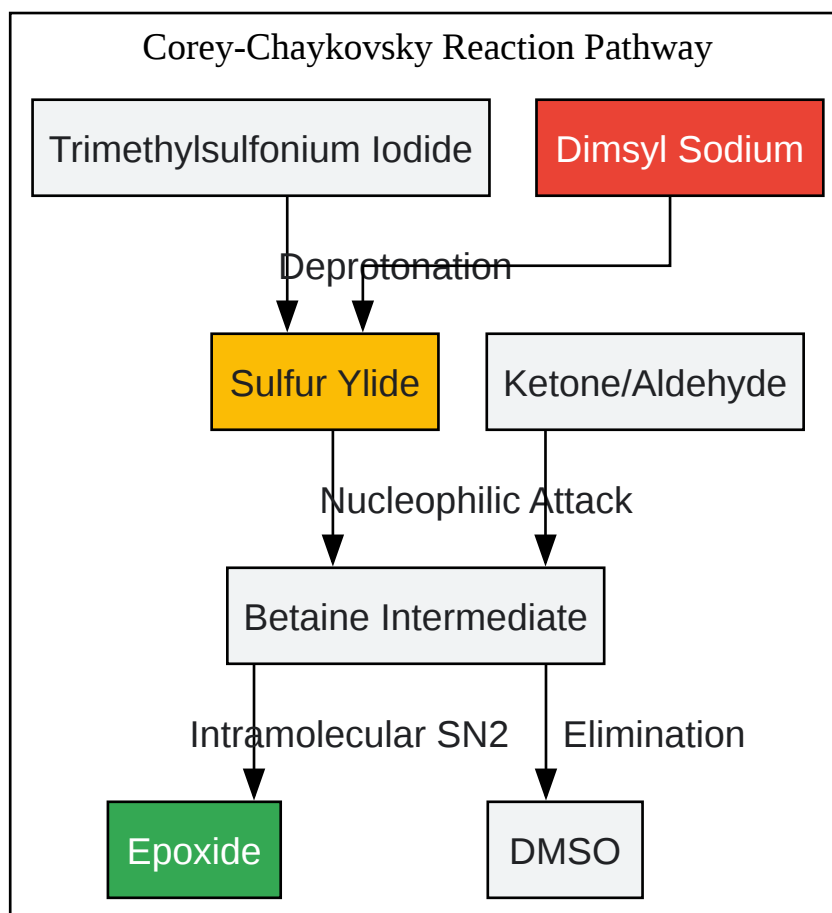 Corey-Chaykovsky Reaction Pathway
Trimethylsulfonium Iodide
Dimsyl Sodium
Deprotonation
Sulfur Ylide
Ketone/Aldehyde
Nucleophilic Attack
Betaine Intermediate
Intramolecular SN2
Elimination
Epoxide
DMSO